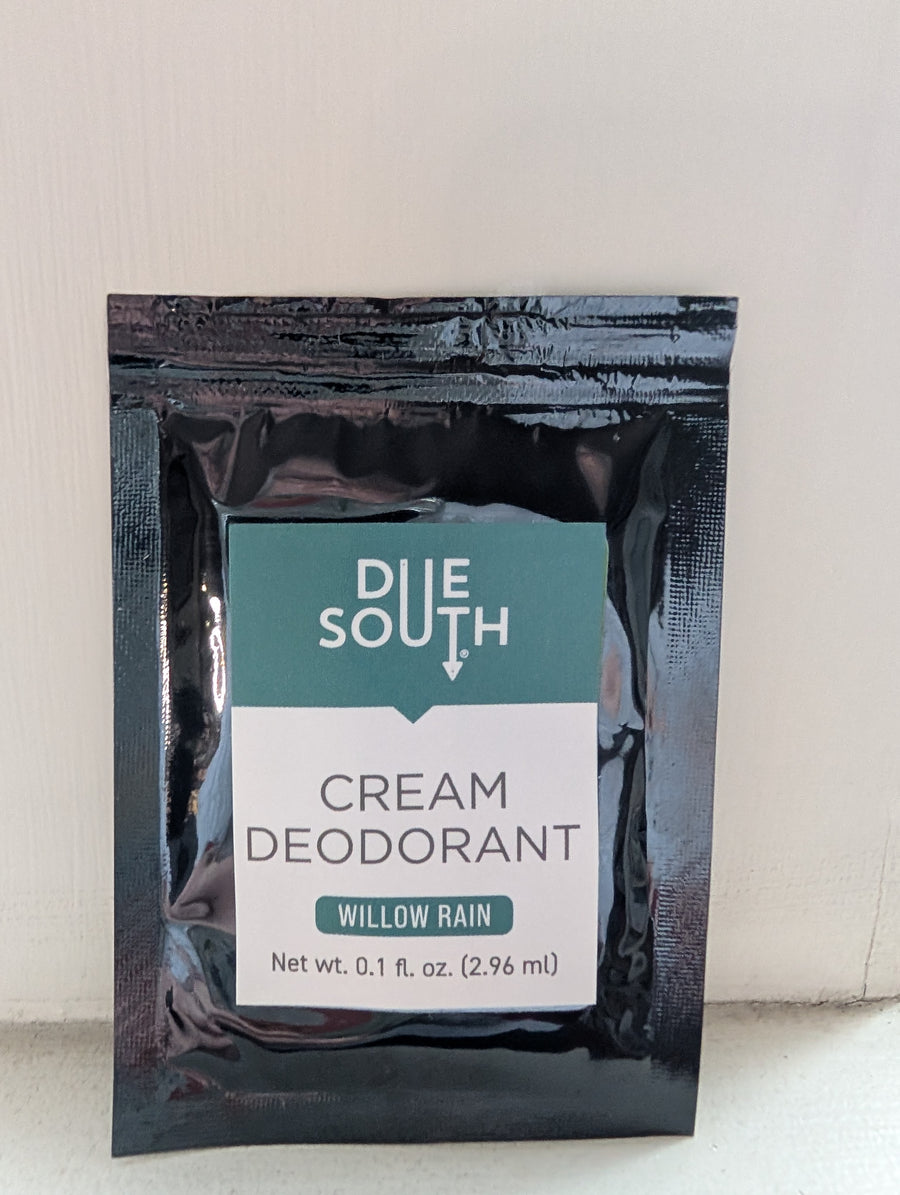 DUE
SOUTH®
CREAM
DEODORANT
WILLOW RAIN
Net wt. 0.1 fl. oz. (2.96 ml)